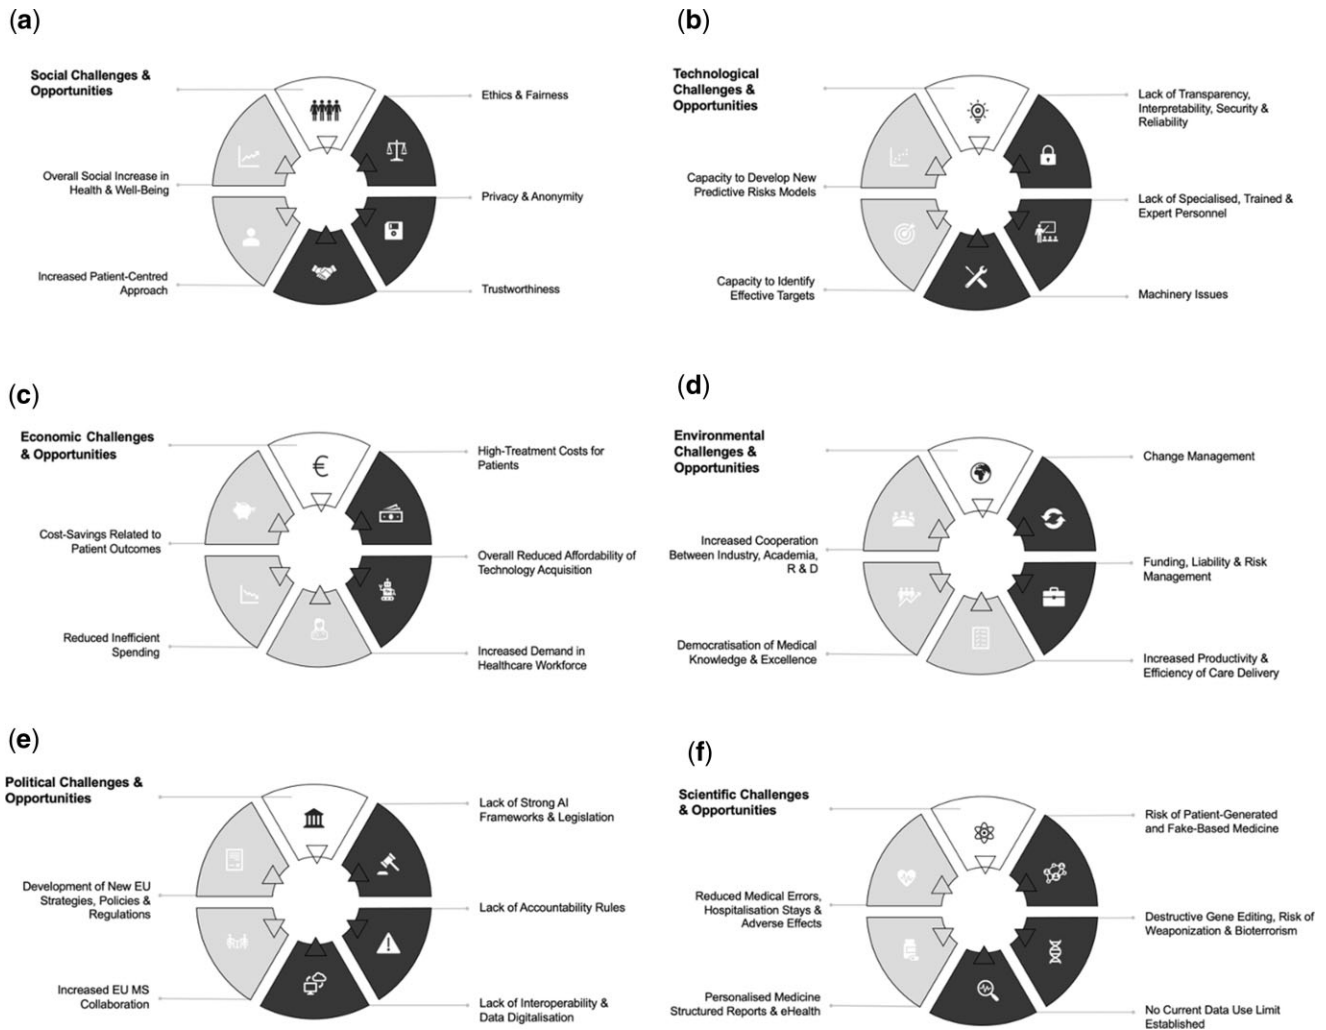 (a)
Social Challenges &
Opportunities
Ethics & Fairness
Overall Social Increase in
Health & Well-Being
Privacy & Anonymity
Increased Patient-Centred
Approach
Trustworthiness
(b)
Technological
Challenges &
Opportunities
Lack of Transparency,
Interpretability, Security &
Reliability
Capacity to Develop New
Predictive Risks Models
Lack of Specialised, Trained &
Expert Personnel
Capacity to Identify
Effective Targets
Machinery Issues
(c)
Economic Challenges
& Opportunities
€
High-Treatment Costs for
Patients
Cost-Savings Related to
Patient Outcomes
Overall Reduced Affordability of
Technology Acquisition
Reduced Inefficient
Spending
Increased Demand in
Healthcare Workforce
(d)
Environmental
Challenges &
Opportunities
Change Management
Increased Cooperation
Between Industry, Academia,
R & D
Funding, Liability & Risk
Management
Democratisation of Medical
Knowledge & Excellence
Increased Productivity &
Efficiency of Care Delivery
(e)
Political Challenges &
Opportunities
Lack of Strong AI
Frameworks & Legislation
Development of New EU
Strategies, Policies &
Regulations
Lack of Accountability Rules
Increased EU MS
Collaboration
Lack of Interoperability &
Data Digitalisation
(f)
Scientific Challenges
& Opportunities
Risk of Patient-Generated
and Fake-Based Medicine
Reduced Medical Errors,
Hospitalisation Stays &
Adverse Effects
Destructive Gene Editing, Risk of
Weaponization & Bioterrorism
Personalised Medicine
Structured Reports & eHealth
No Current Data Use Limit
Established